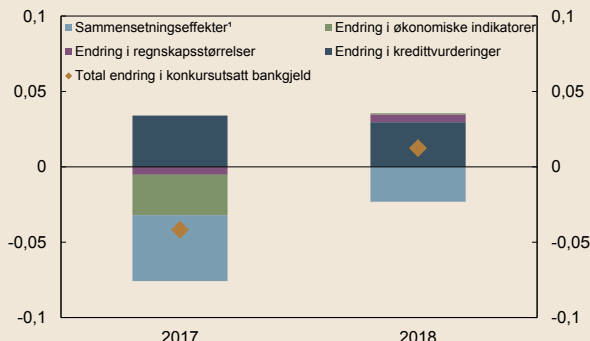 0,1 0,1
Sammensetningseffekter¹ Endring i økonomiske indikatorer
Endring i regnskapsstørrelser Endring i kredittvurderinger
Total endring i konkursutsatt bankgjeld
0,05 0,05
0 0
-0,05 -0,05
-0,1 -0,1
2017 2018